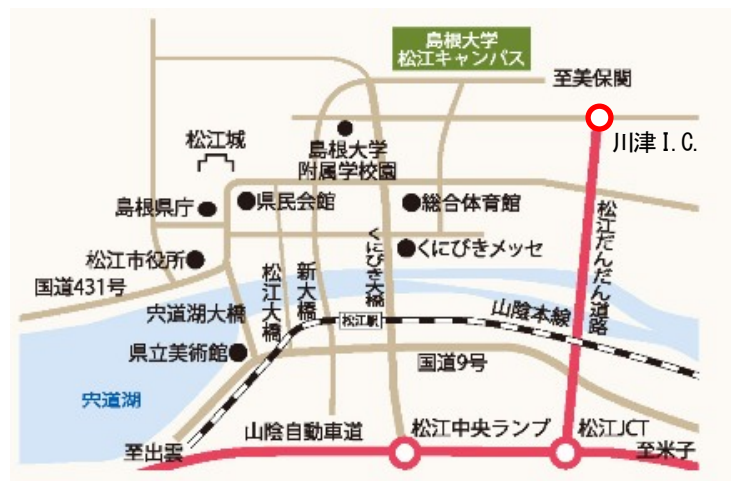 島根大学
松江キャンパス
至美保関
川津I.C.
松江城
島根大学
附属学校園
県民会館
総合体育館
島根県庁
くにびきメッセ
松江市役所
国道431号
宍道湖大橋
松江大橋
新大橋
くにびき大橋
松江だんだん道路
山陰本線
松江駅
県立美術館
国道9号
宍道湖
山陰自動車道
松江中央ランプ
松江JCT
至出雲
至米子